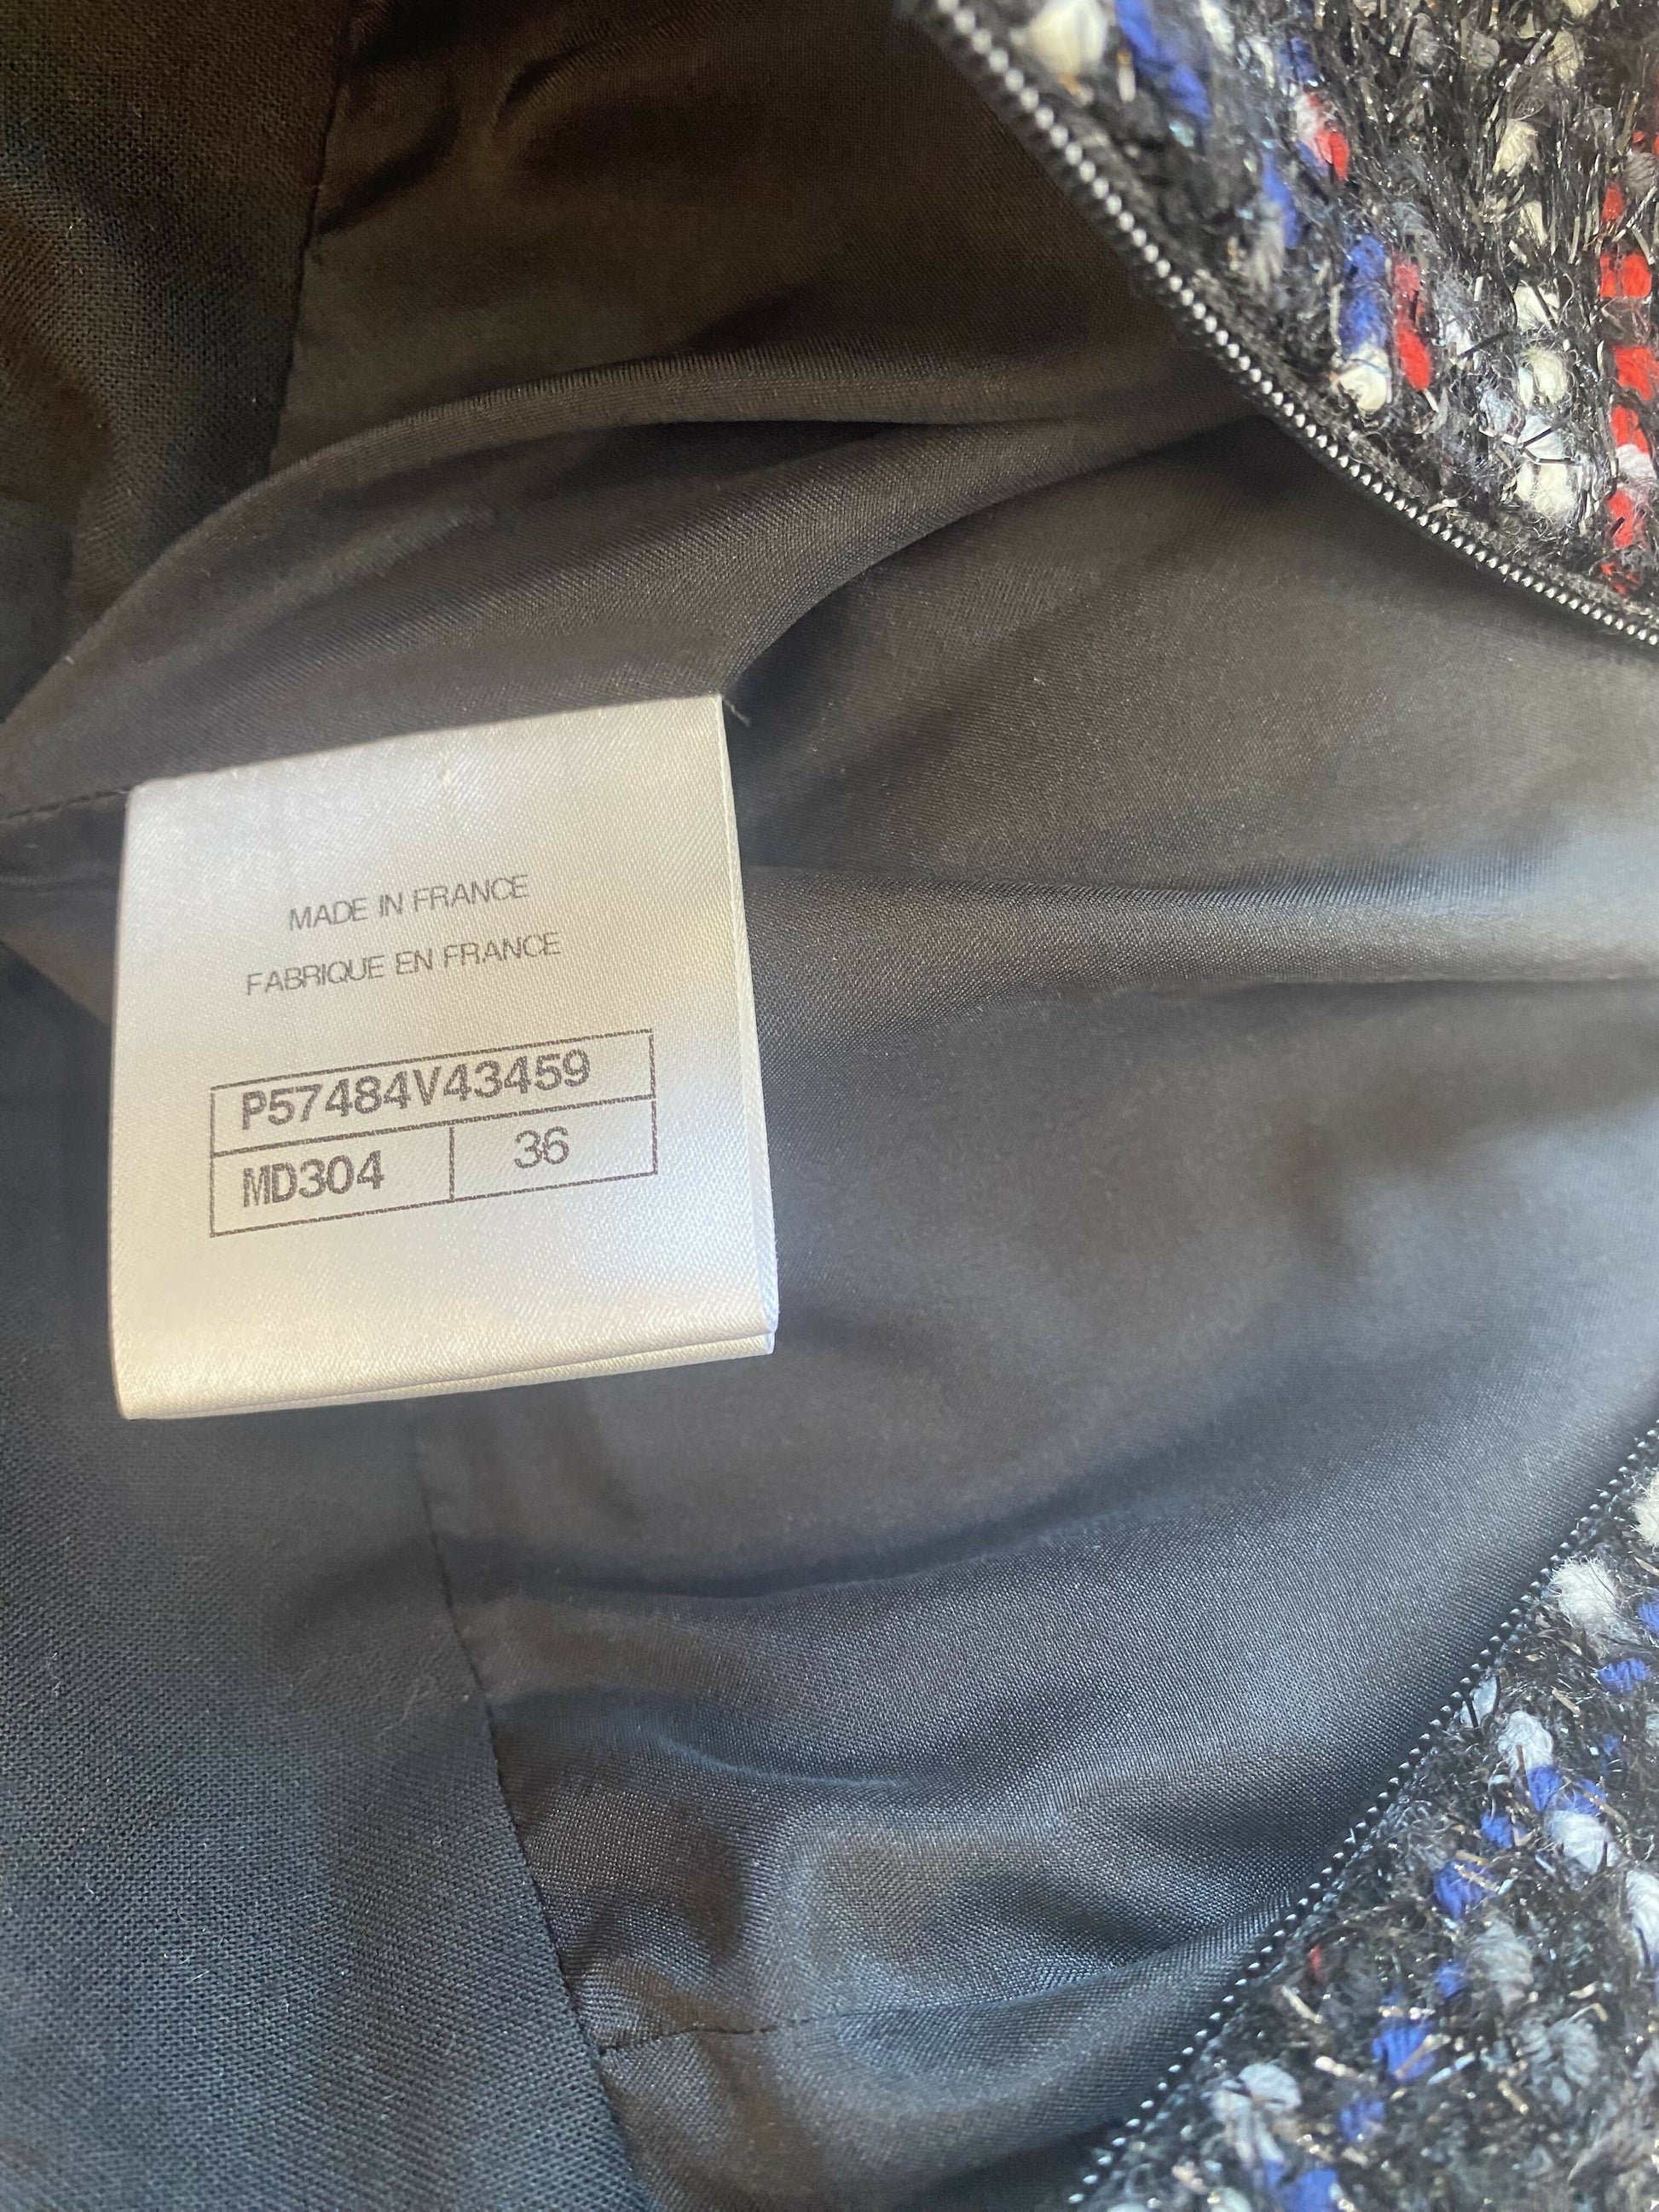 MADE IN FRANCE
FABRIQUE EN FRANCE
P57484V43459
MD304 36